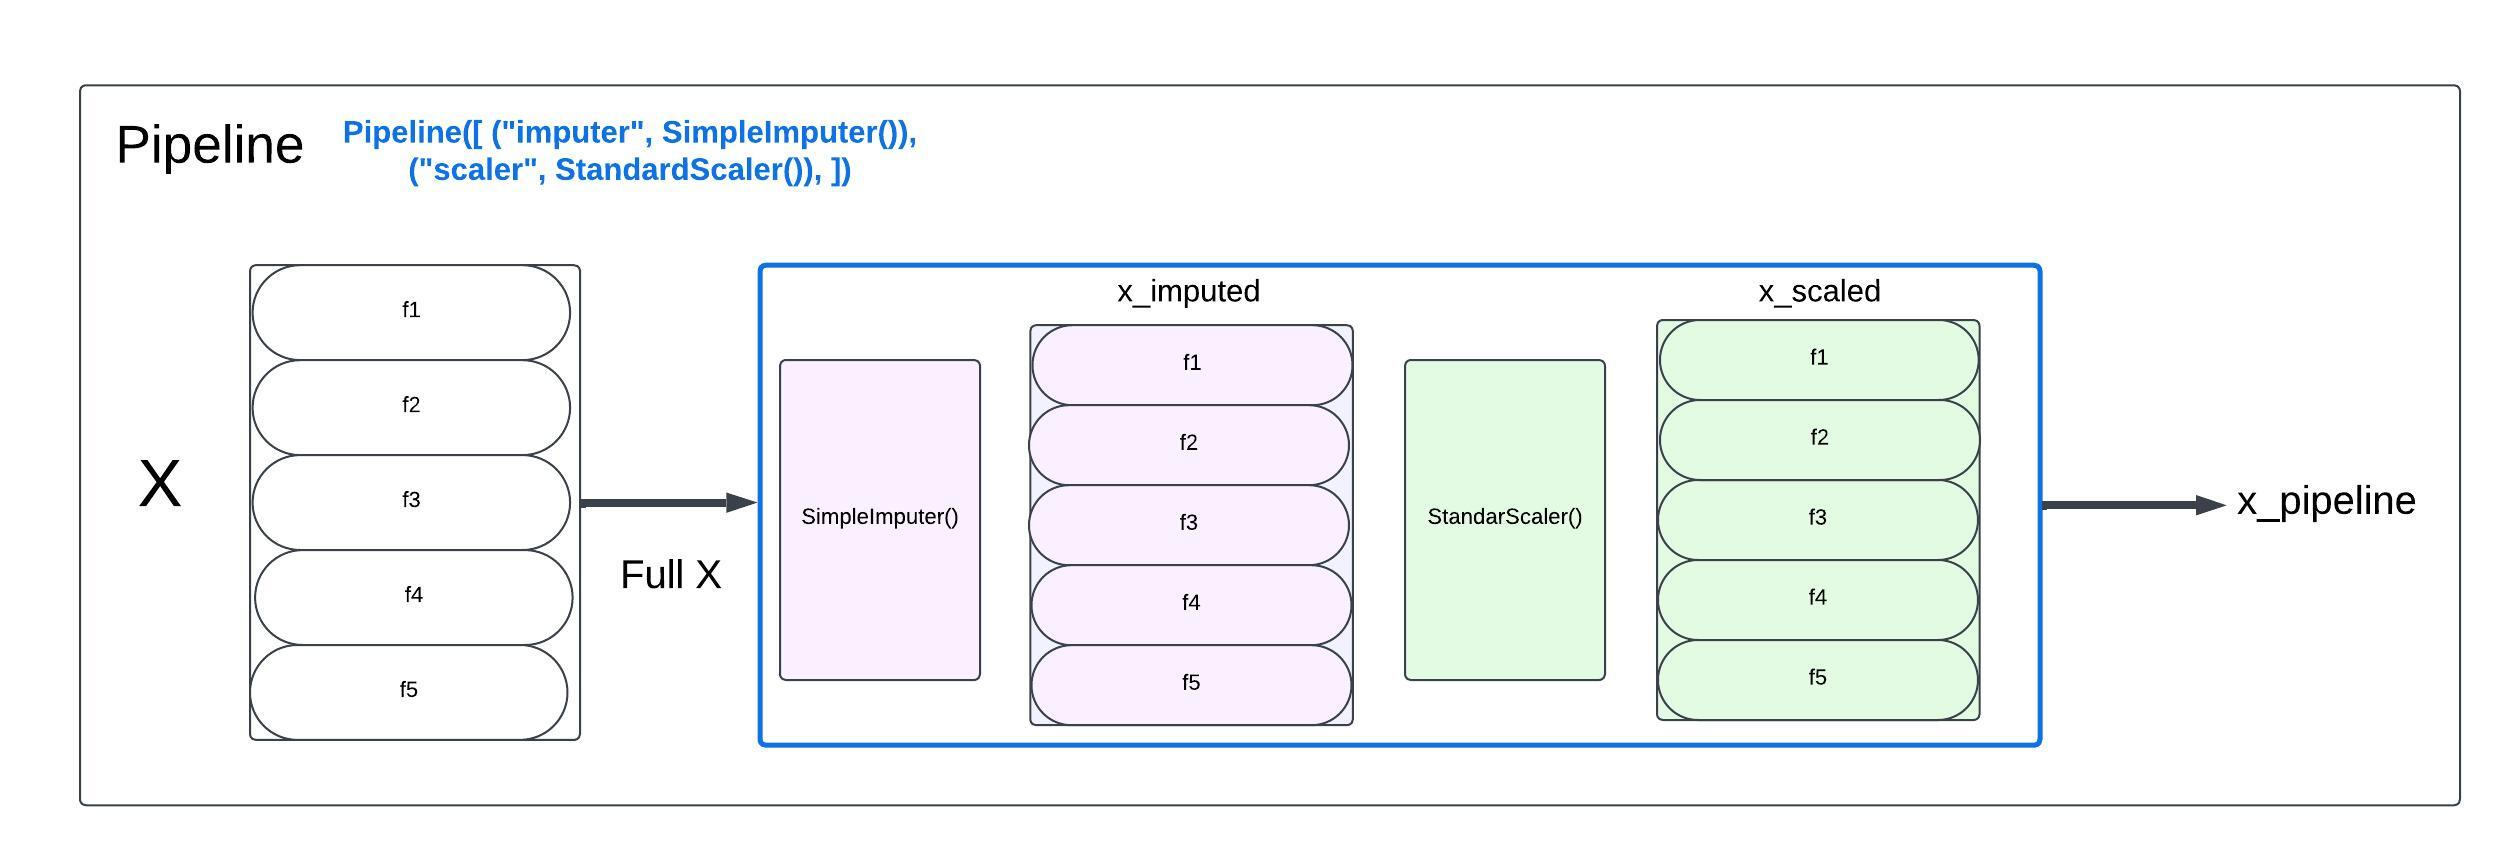 Pipeline
Pipeline([ ("imputer", SimpleImputer()),
("scaler", StandardScaler()), ])
X
f1
f2
f3
f4
f5
Full X
SimpleImputer()
x_imputed
f1
f2
f3
f4
f5
StandarScaler()
x_scaled
f1
f2
f3
f4
f5
x_pipeline